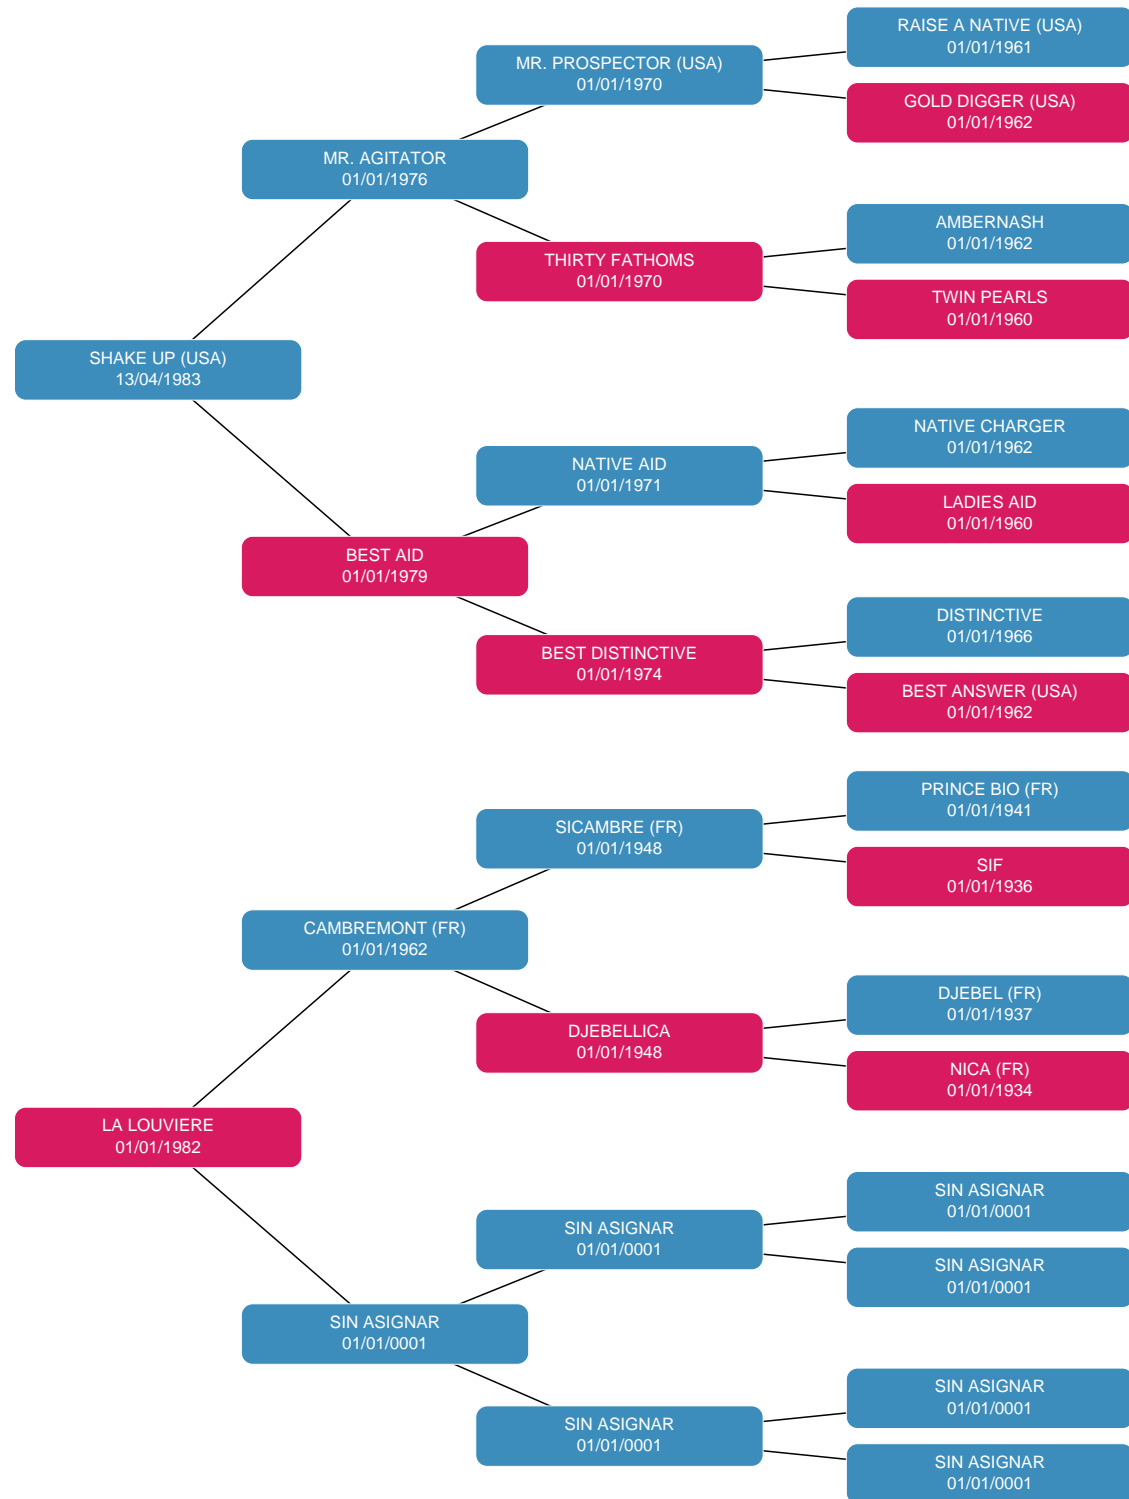 RAISE A NATIVE (USA)
01/01/1961
MR. PROSPECTOR (USA)
01/01/1970
GOLD DIGGER (USA)
01/01/1962
MR. AGITATOR
01/01/1976
AMBERNASH
01/01/1962
THIRTY FATHOMS
01/01/1970
TWIN PEARLS
01/01/1960
SHAKE UP (USA)
13/04/1983
NATIVE CHARGER
01/01/1962
NATIVE AID
01/01/1971
LADIES AID
01/01/1960
BEST AID
01/01/1979
DISTINCTIVE
01/01/1966
BEST DISTINCTIVE
01/01/1974
BEST ANSWER (USA)
01/01/1962
PRINCE BIO (FR)
01/01/1941
SICAMBRE (FR)
01/01/1948
SIF
01/01/1936
CAMBREMONT (FR)
01/01/1962
DJEBEL (FR)
01/01/1937
DJEBELLICA
01/01/1948
NICA (FR)
01/01/1934
LA LOUVIERE
01/01/1982
SIN ASIGNAR
01/01/0001
SIN ASIGNAR
01/01/0001
SIN ASIGNAR
01/01/0001
SIN ASIGNAR
01/01/0001
SIN ASIGNAR
01/01/0001
SIN ASIGNAR
01/01/0001
SIN ASIGNAR
01/01/0001